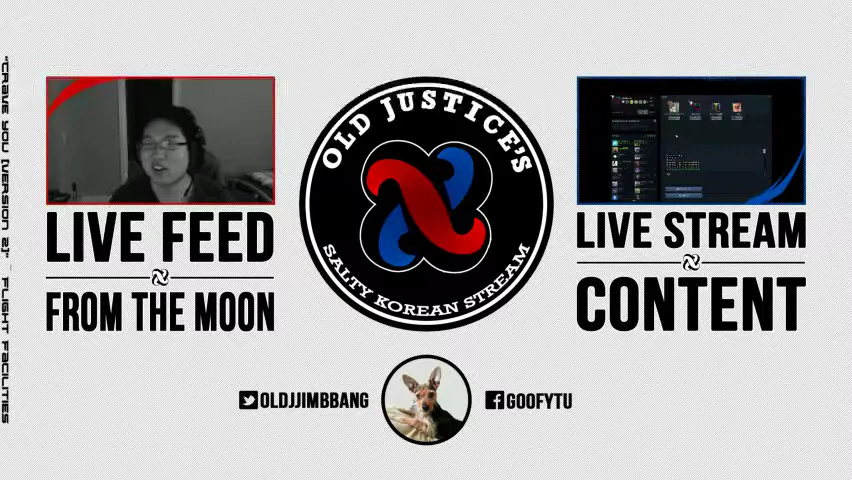 "Crave You (Version 2)" _ Flight Facilities
OLD JUSTICE'S
SALTY KOREAN STREAM
LIVE FEED
FROM THE MOON
LIVE STREAM
CONTENT
OLDJJIMBBANG
GOOFYTU